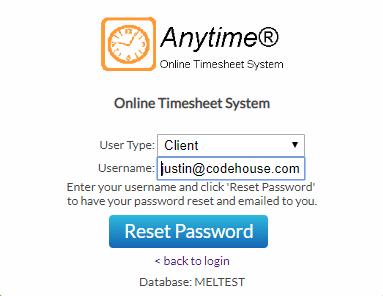 Anytime®
Online Timesheet System
Online Timesheet System
User Type: Client
Username: justin@codehouse.com
Enter your username and click 'Reset Password'
to have your password reset and emailed to you.
Reset Password
< back to login
Database: MELTEST